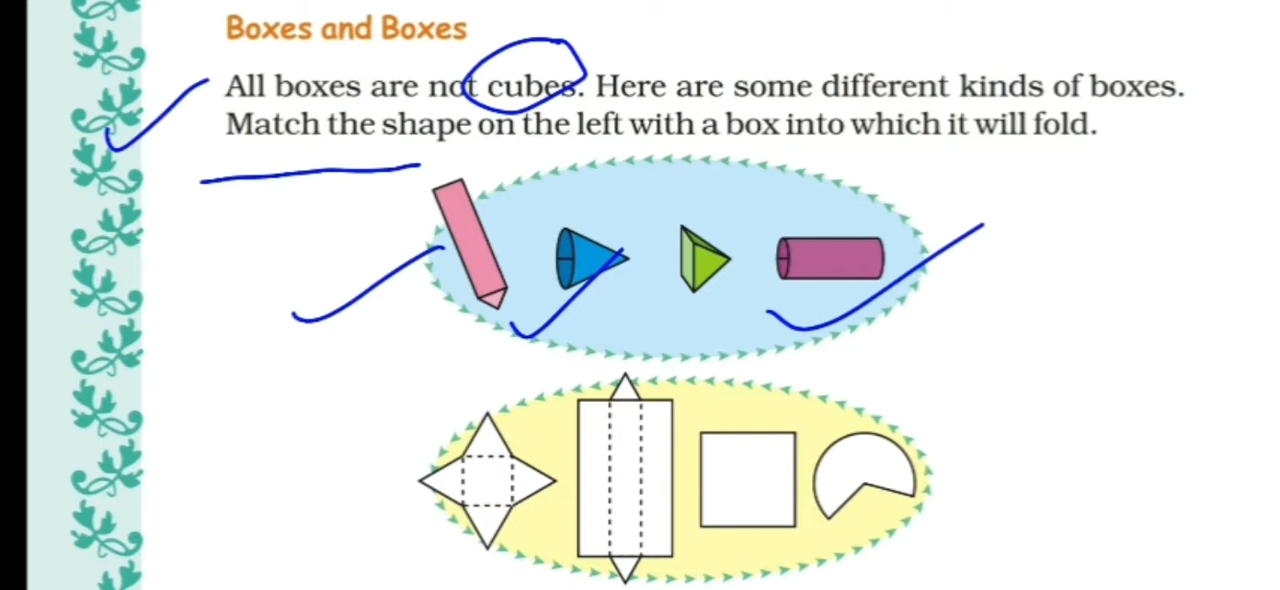 Boxes and Boxes
All boxes are not cubes. Here are some different kinds of boxes.
Match the shape on the left with a box into which it will fold.